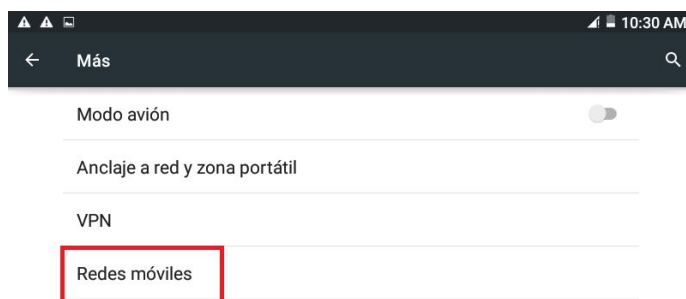 10:30 AM
Más
Modo avión
Anclaje a red y zona portátil
VPN
Redes móviles